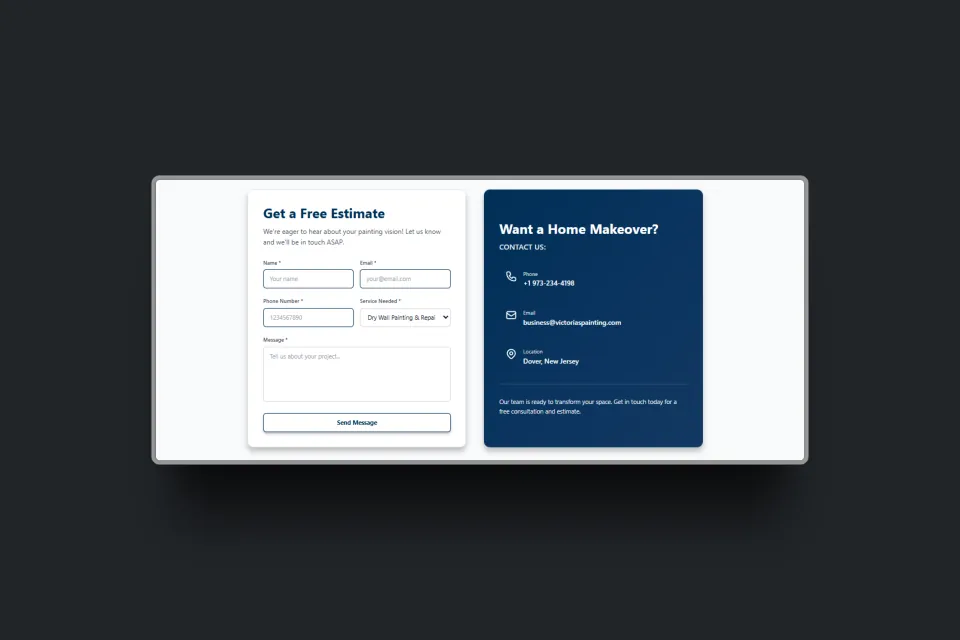 Get a Free Estimate
We're eager to hear about your painting vision! Let us know
and we'll be in touch ASAP.
Name *
Email *
Your name
your@email.com
Phone Number *
Service Needed *
1234567890
Dry Wall Painting & Repai
Message *
Tell us about your project...
Send Message
Want a Home Makeover?
CONTACT US:
Phone
+1 973-234-4198
Email
business@victoriaspainting.com
Location
Dover, New Jersey
Our team is ready to transform your space. Get in touch today for a
free consultation and estimate.